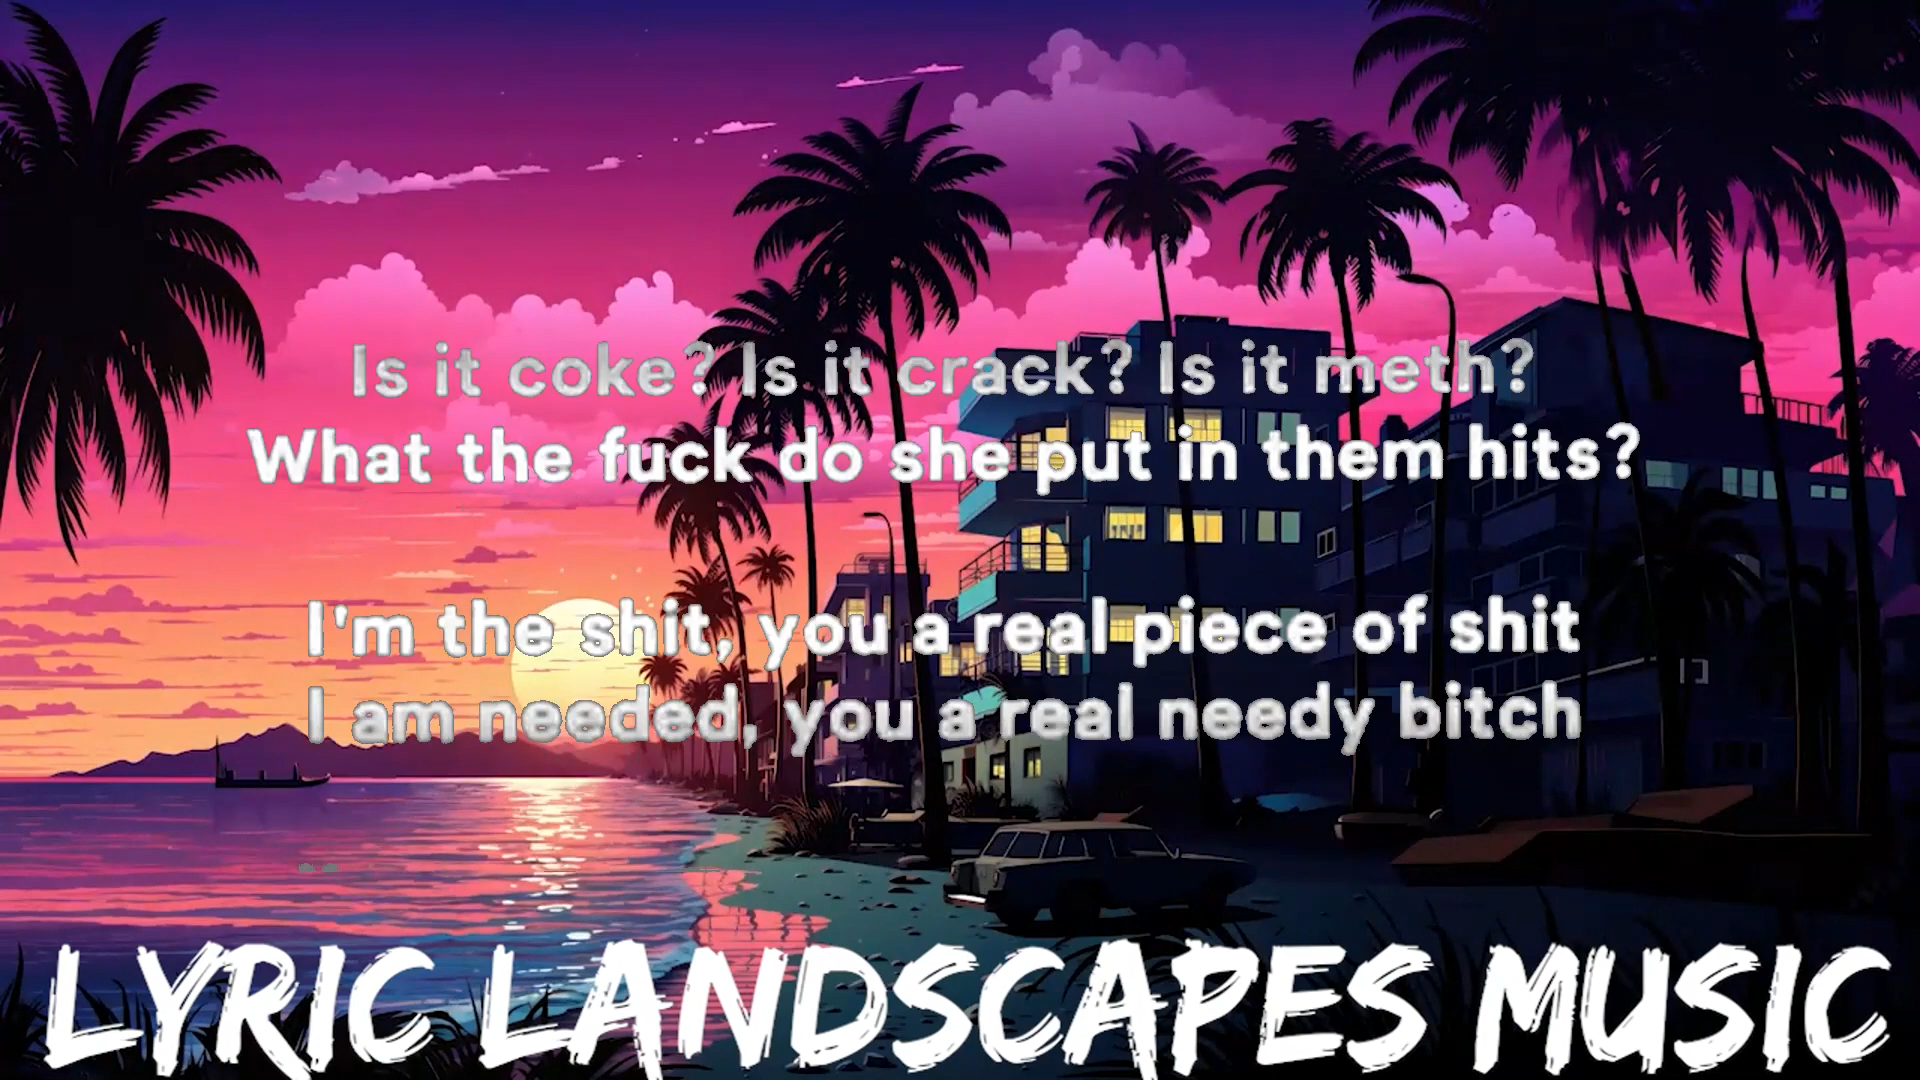 Is it coke? Is it crack? Is it meth?
What the fuck do she put in them hits?
I'm the shit, you a real piece of shit
I am needed, you a real needy bitch
LYRIC LANDSCAPES MUSIC